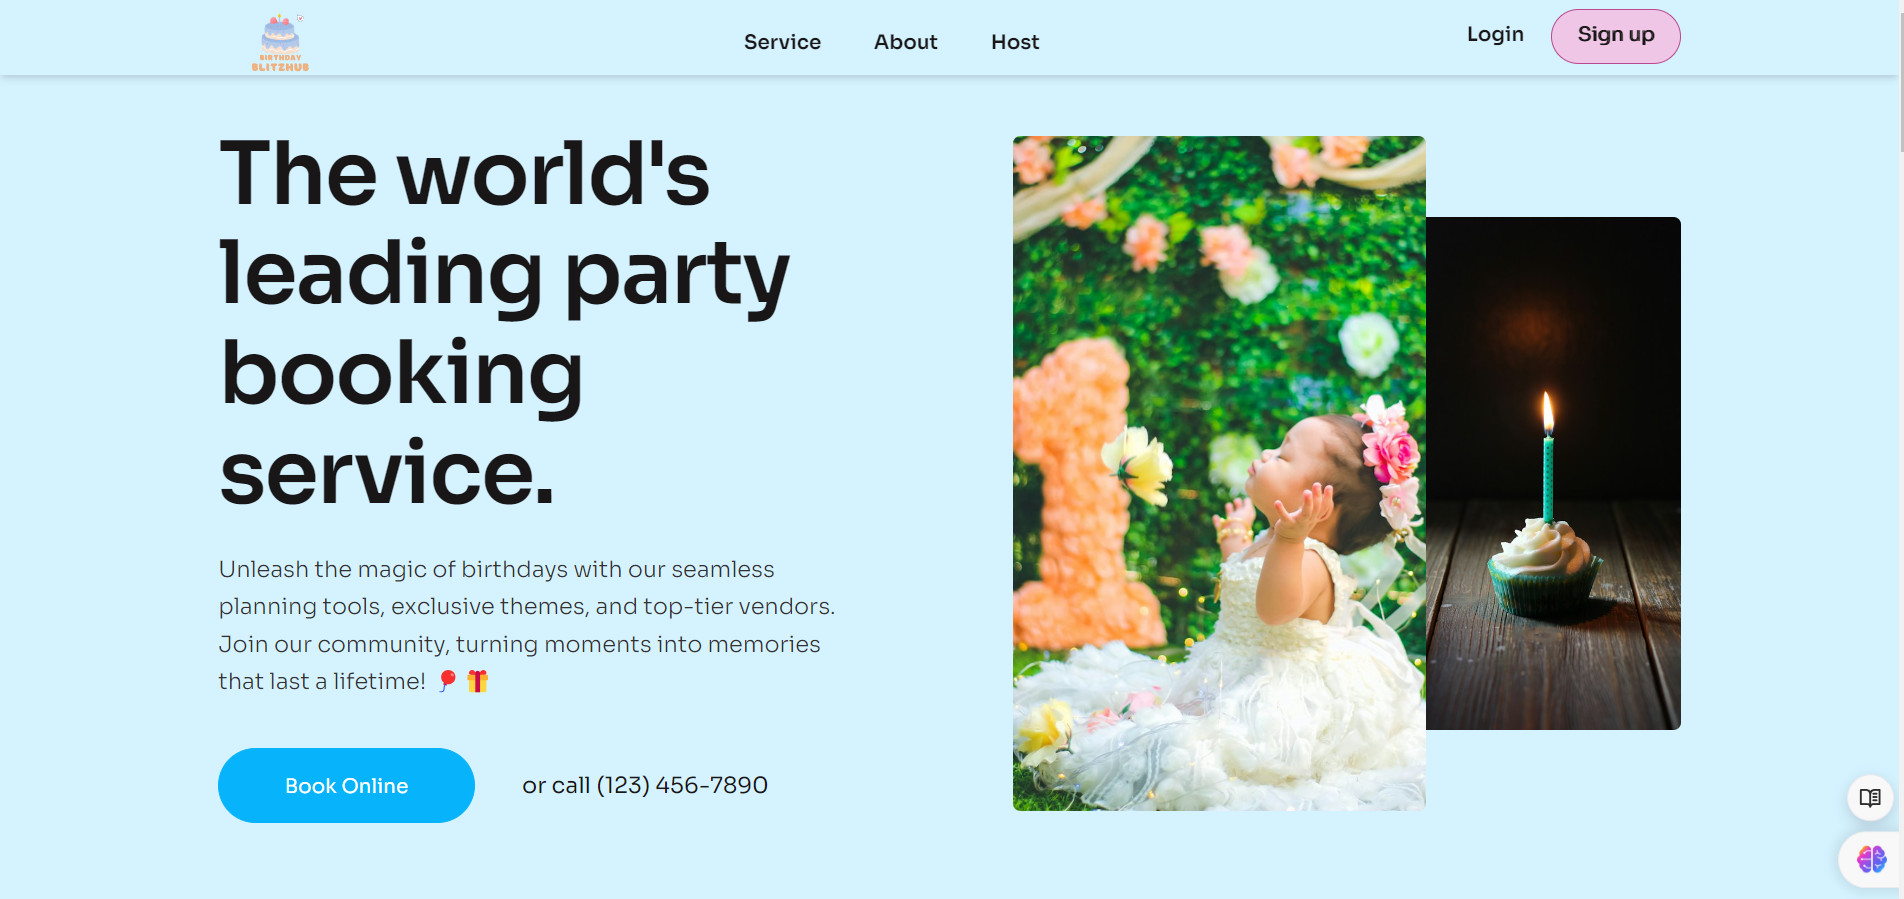 BIRTHDAY
BLITZHUB
Service
About
Host
Login
Sign up
The world's
leading party
booking
service.
Unleash the magic of birthdays with our seamless
planning tools, exclusive themes, and top-tier vendors.
Join our community, turning moments into memories
that last a lifetime! 🎈 🎁
Book Online
or call (123) 456-7890